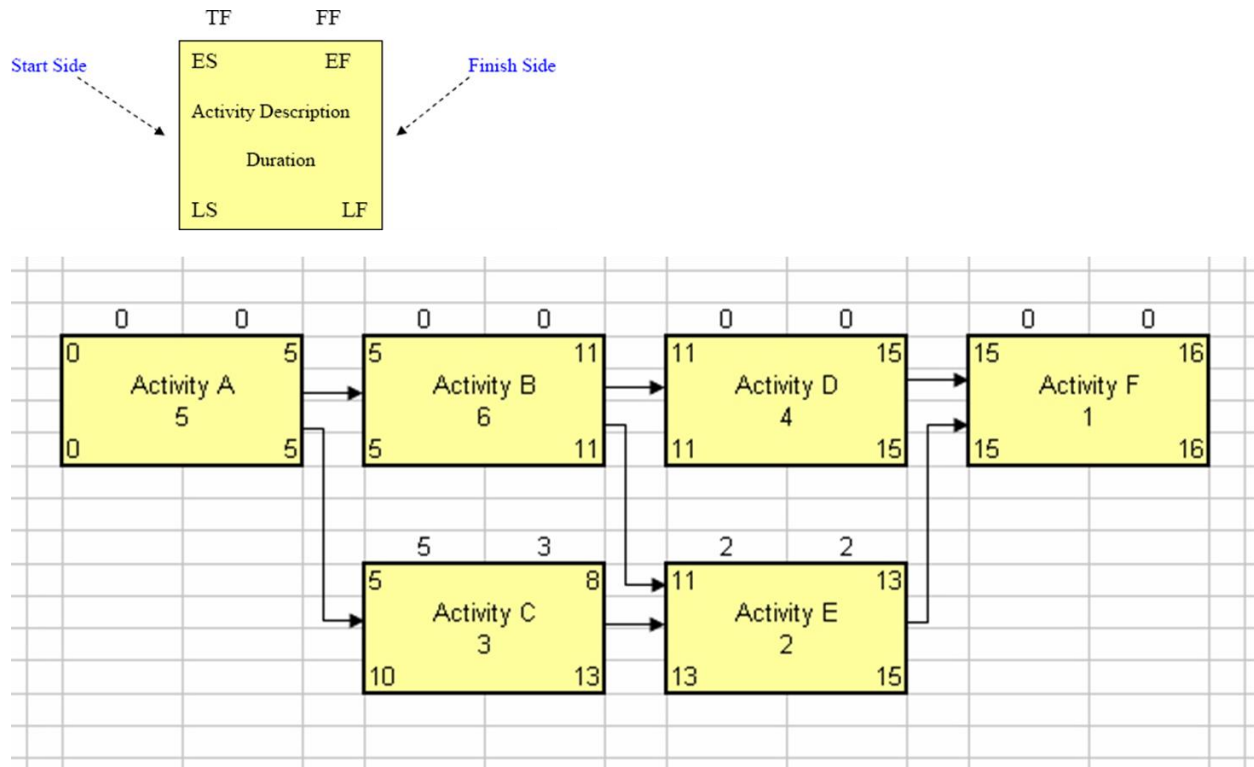 TF FF
Start Side
ES EF
Finish Side
Activity Description
Duration
LS LF
0 0 0 0 0 0 0 0
0 5 5 11 11 15 15 16
Activity A Activity B Activity D Activity F
5 6 4 1
0 5 5 11 11 15 15 16
5 3 2 2
5 8 11 13
Activity C Activity E
3 2
10 13 13 15